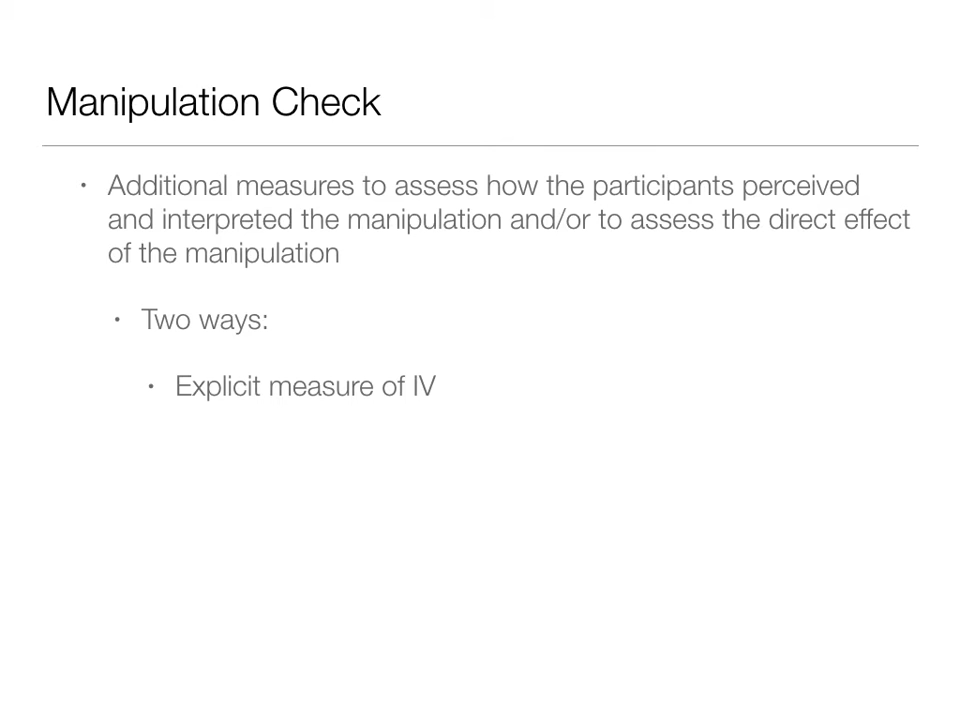 Manipulation Check
• Additional measures to assess how the participants perceived
and interpreted the manipulation and/or to assess the direct effect
of the manipulation
• Two ways:
• Explicit measure of IV